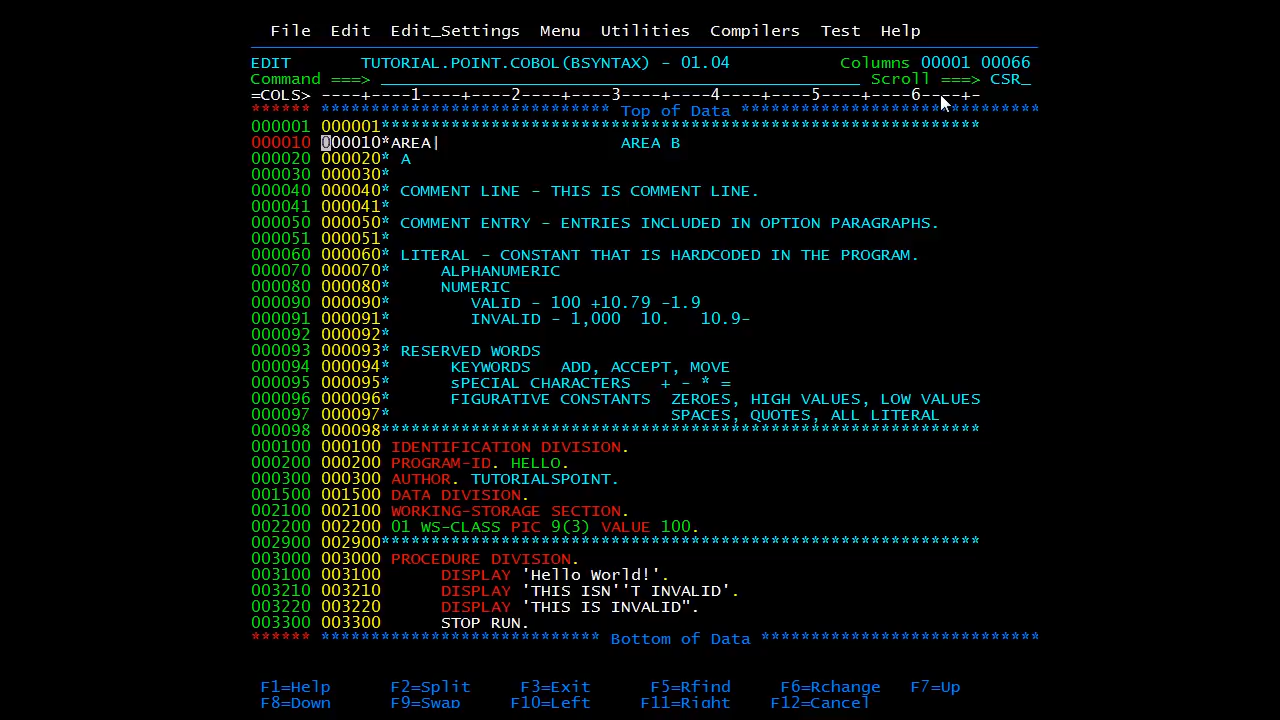 File  Edit  Edit_Settings  Menu  Utilities  Compilers  Test  Help
EDIT       TUTORIAL.POINT.COBOL(BSYNTAX) - 01.04           Columns 00001 00066
Command ===>                                                  Scroll ===> CSR_
=COLS> ----+----1----+----2----+----3----+----4----+----5----+----6----+-
****** ***************************** Top of Data ******************************
000001 000001************************************************************
000010 000010*AREA|                  AREA B
000020 000020* A
000030 000030*
000040 000040* COMMENT LINE - THIS IS COMMENT LINE.
000041 000041*
000050 000050* COMMENT ENTRY - ENTRIES INCLUDED IN OPTION PARAGRAPHS.
000051 000051*
000060 000060* LITERAL - CONSTANT THAT IS HARDCODED IN THE PROGRAM.
000070 000070*     ALPHANUMERIC
000080 000080*     NUMERIC
000090 000090*        VALID - 100 +10.79 -1.9
000091 000091*        INVALID - 1,000  10.   10.9-
000092 000092*
000093 000093* RESERVED WORDS
000094 000094*      KEYWORDS   ADD, ACCEPT, MOVE
000095 000095*      sPECIAL CHARACTERS   + - * =
000096 000096*      FIGURATIVE CONSTANTS  ZEROES, HIGH VALUES, LOW VALUES
000097 000097*                            SPACES, QUOTES, ALL LITERAL
000098 000098************************************************************
000100 000100 IDENTIFICATION DIVISION.
000200 000200 PROGRAM-ID. HELLO.
000300 000300 AUTHOR. TUTORIALSPOINT.
001500 001500 DATA DIVISION.
002100 002100 WORKING-STORAGE SECTION.
002200 002200 01 WS-CLASS PIC 9(3) VALUE 100.
002900 002900************************************************************
003000 003000 PROCEDURE DIVISION.
003100 003100      DISPLAY 'Hello World!'.
003210 003210      DISPLAY 'THIS ISN''T INVALID'.
003220 003220      DISPLAY 'THIS IS INVALID".
003300 003300      STOP RUN.
****** **************************** Bottom of Data ****************************
F1=Help      F2=Split     F3=Exit      F5=Rfind     F6=Rchange   F7=Up
F8=Down      F9=Swap     F10=Left     F11=Right    F12=Cancel